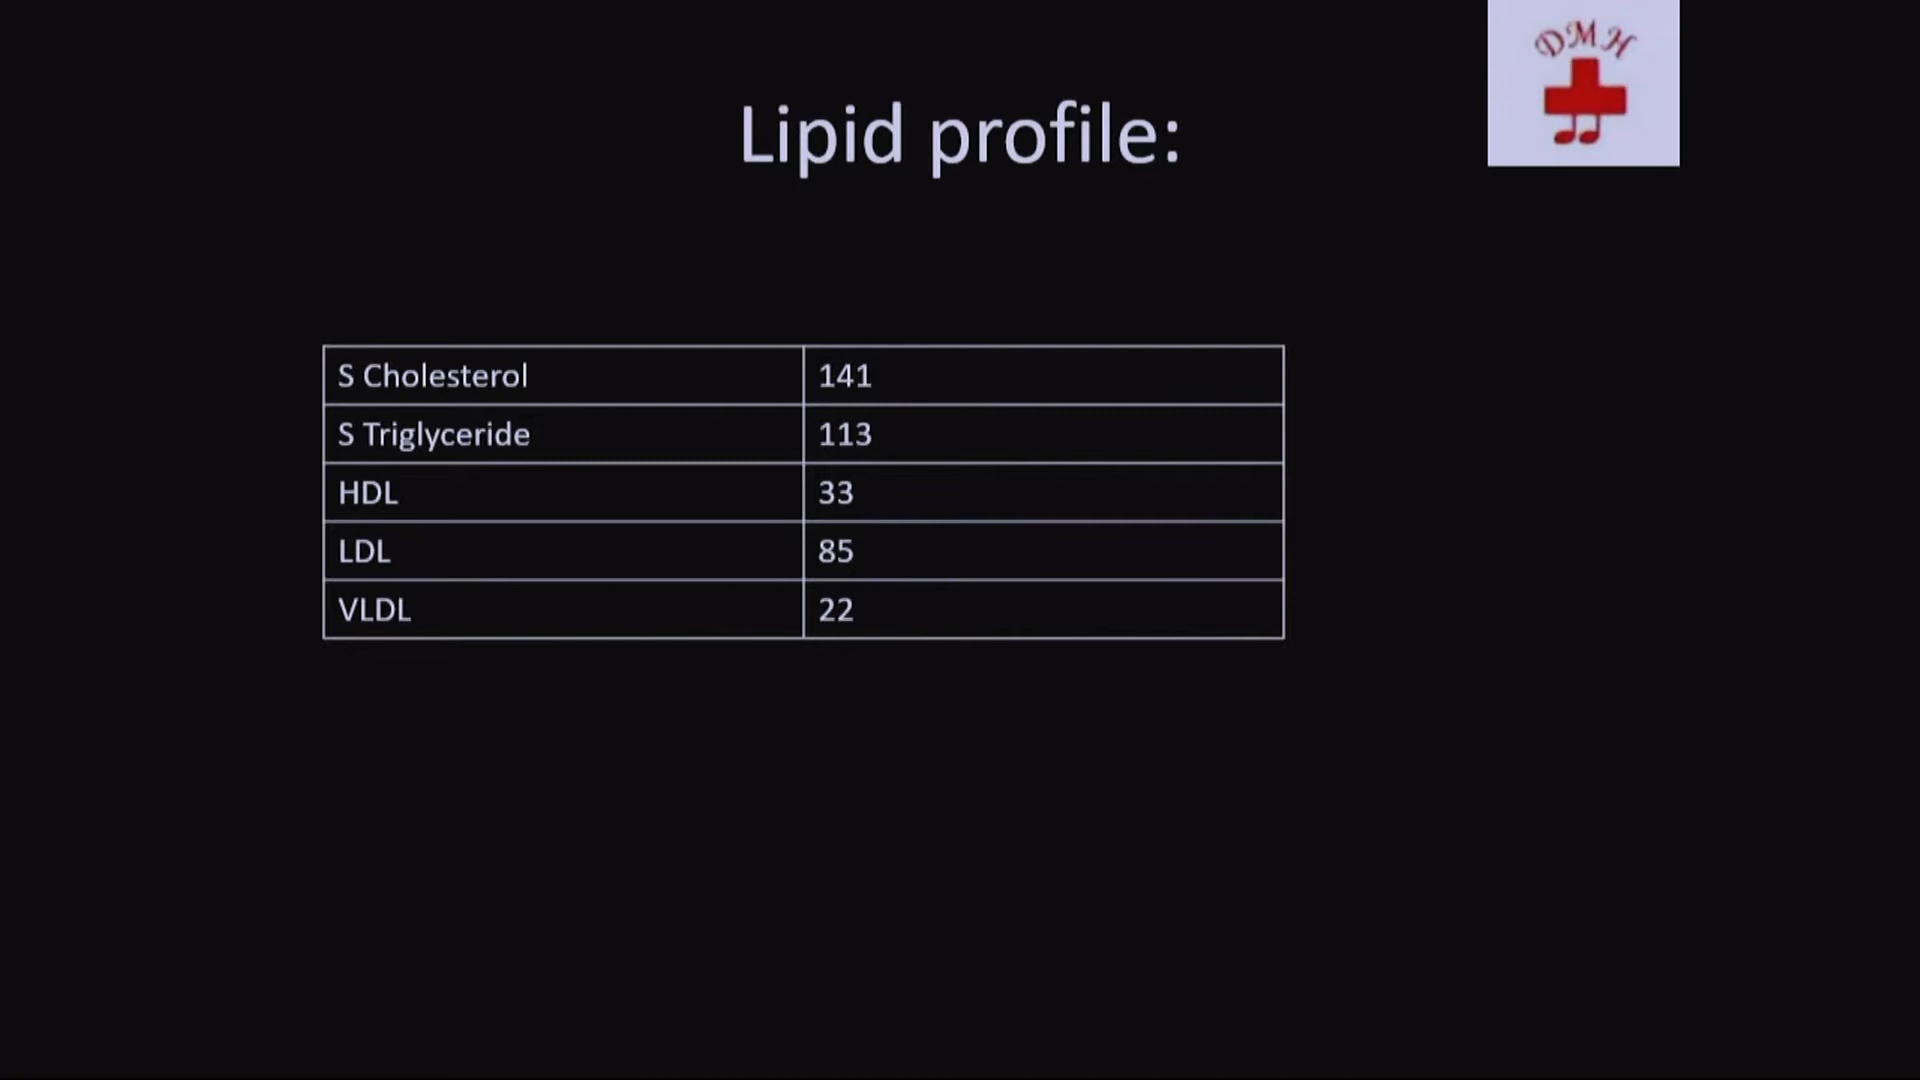 DMH
Lipid profile:
S Cholesterol 141
S Triglyceride 113
HDL 33
LDL 85
VLDL 22